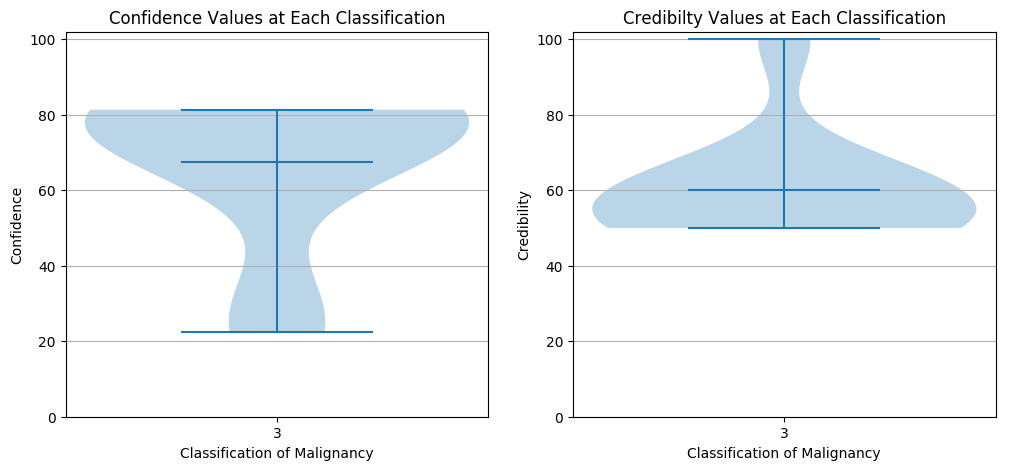 Confidence Values at Each Classification
100
80
60
40
20
0
Confidence
3
Classification of Malignancy
Credibilty Values at Each Classification
100
80
60
40
20
0
Credibility
3
Classification of Malignancy